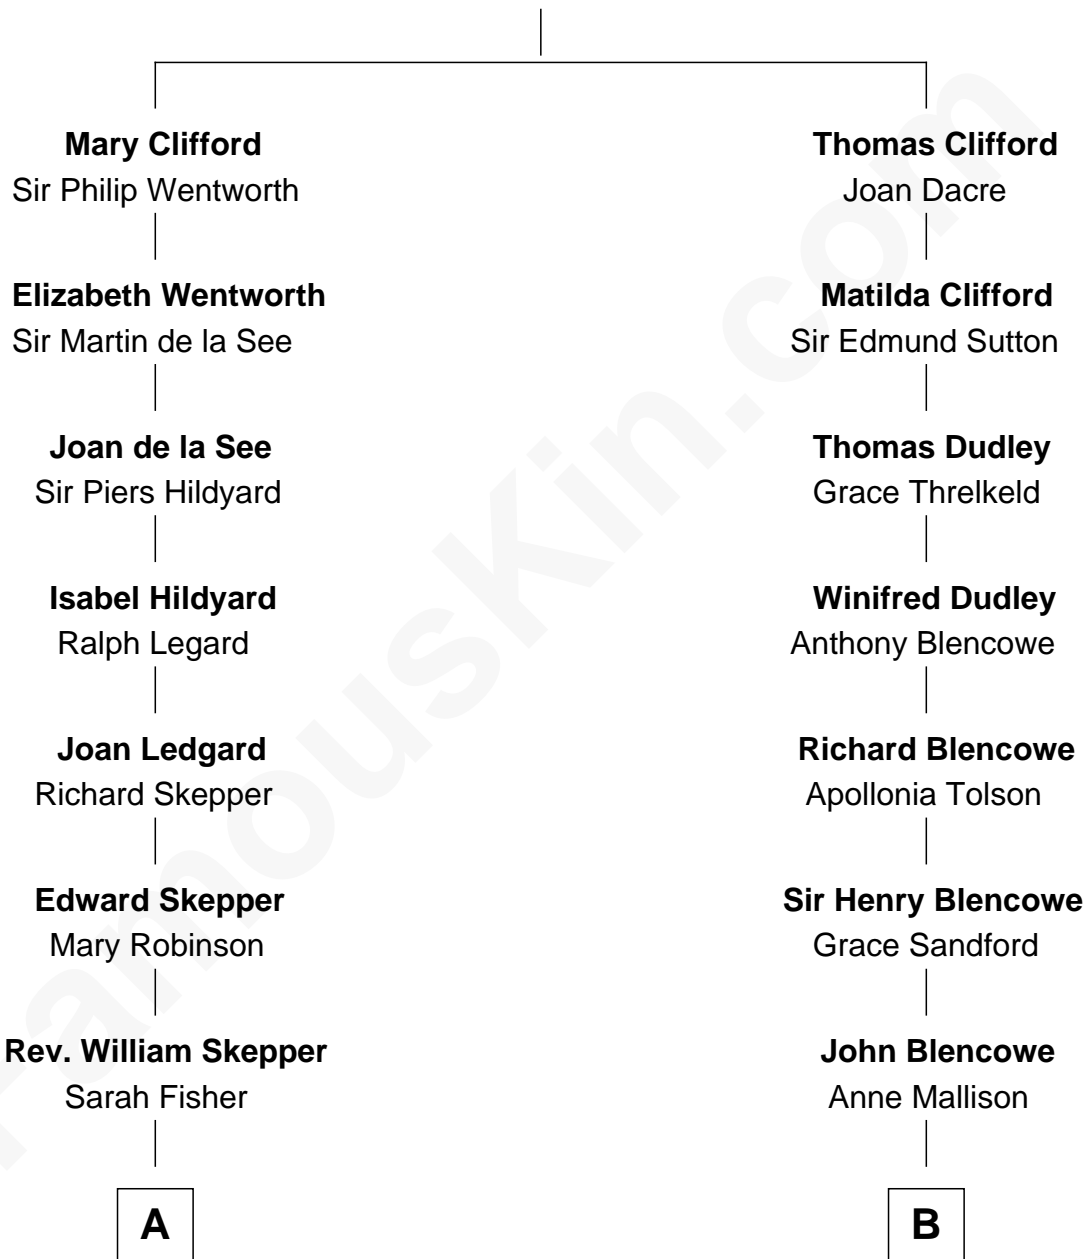 Mary Clifford
Sir Philip Wentworth
Elizabeth Wentworth
Sir Martin de la See
Joan de la See
Sir Piers Hildyard
Isabel Hildyard
Ralph Legard
Joan Ledgard
Richard Skepper
Edward Skepper
Mary Robinson
Rev. William Skepper
Sarah Fisher
A
Thomas Clifford
Joan Dacre
Matilda Clifford
Sir Edmund Sutton
Thomas Dudley
Grace Threlkeld
Winifred Dudley
Anthony Blencowe
Richard Blencowe
Apollonia Tolson
Sir Henry Blencowe
Grace Sandford
John Blencowe
Anne Mallison
B
FamousKin.com